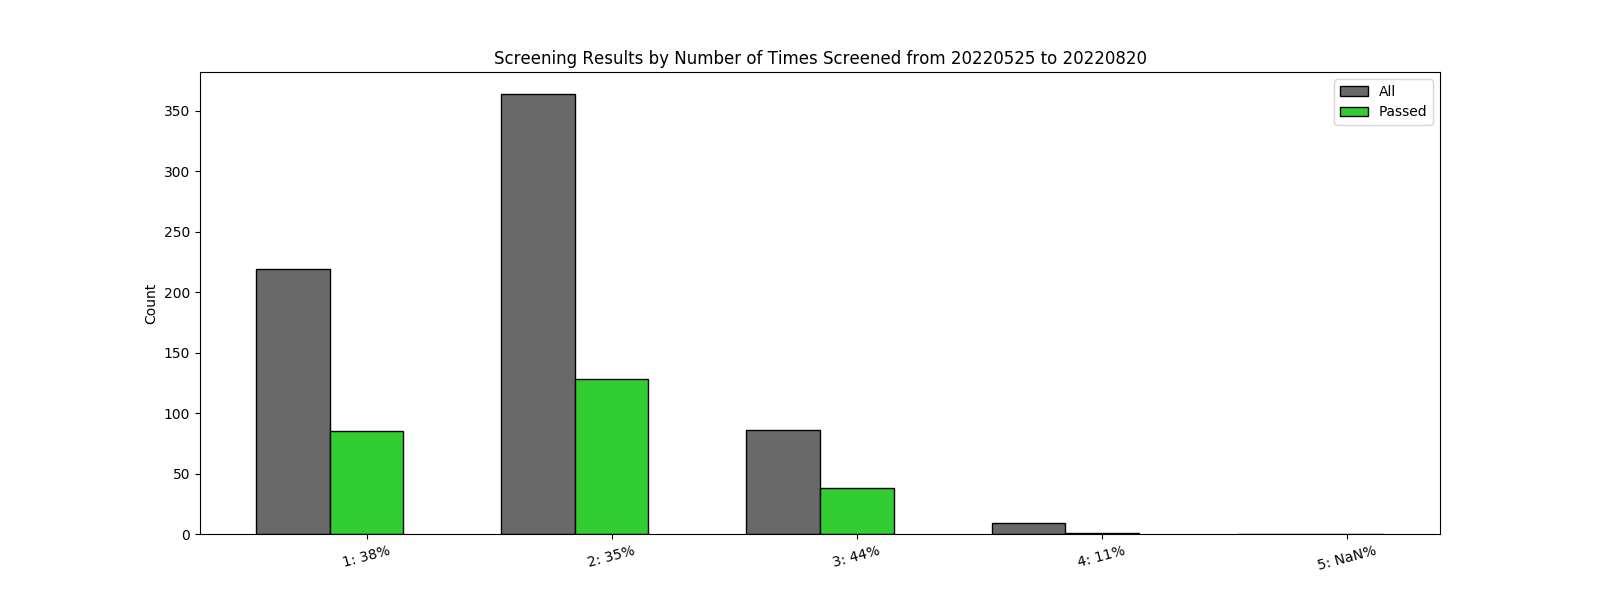 Screening Results by Number of Times Screened from 20220525 to 20220820
All
Passed
Count
350
300
250
200
150
100
50
0
1: 38%
2: 35%
3: 44%
4: 11%
5: NaN%